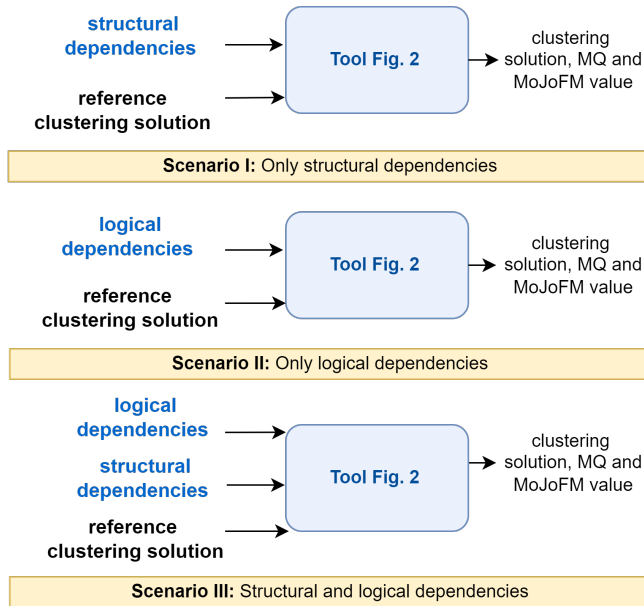 structural
dependencies
reference
clustering solution
Tool Fig. 2
clustering
solution, MQ and
MoJoFM value
Scenario I: Only structural dependencies
logical
dependencies
reference
clustering solution
Tool Fig. 2
clustering
solution, MQ and
MoJoFM value
Scenario II: Only logical dependencies
logical
dependencies
structural
dependencies
reference
clustering solution
Tool Fig. 2
clustering
solution, MQ and
MoJoFM value
Scenario III: Structural and logical dependencies